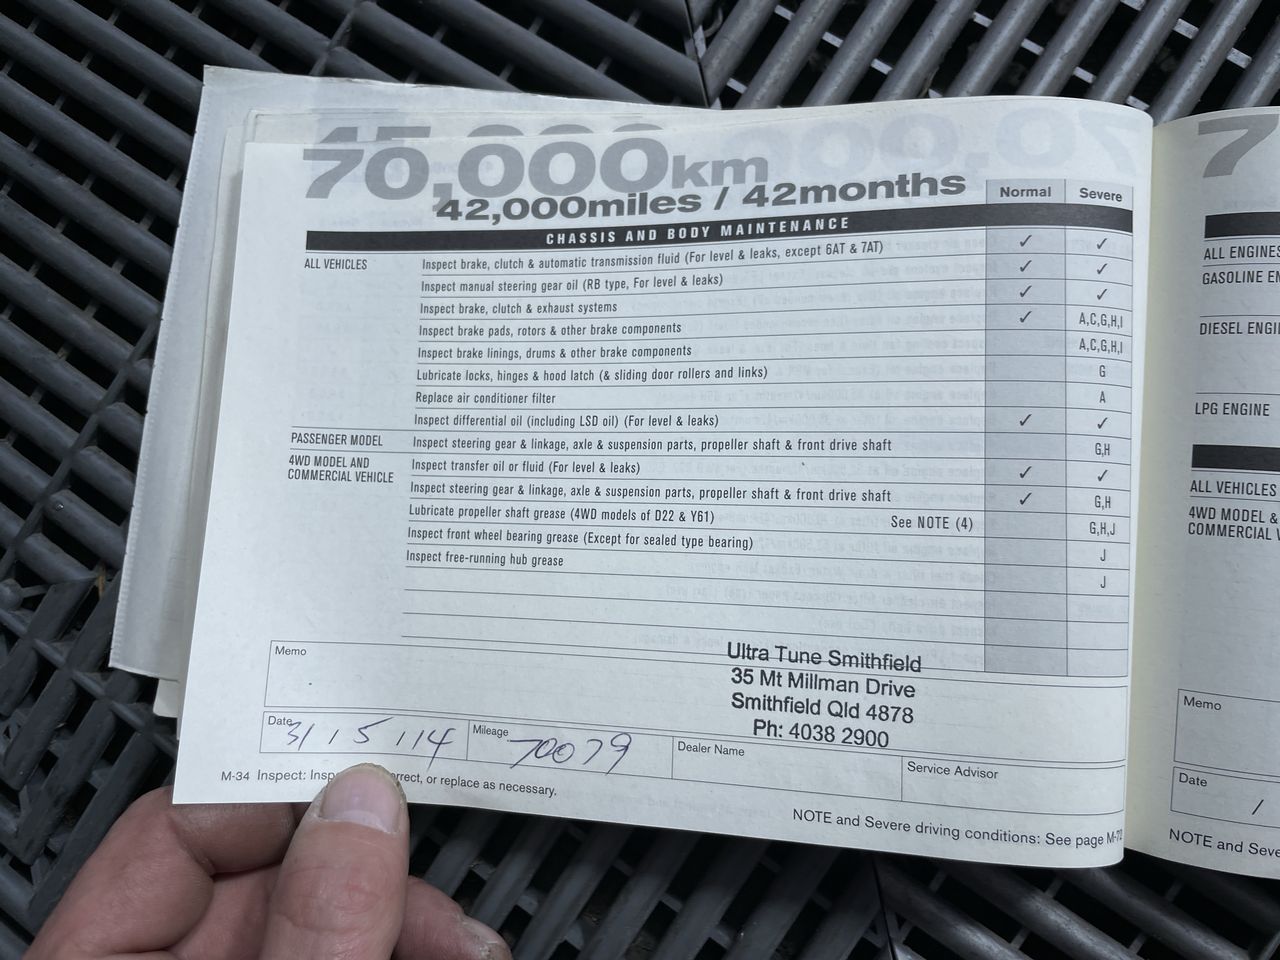 70,000km
42,000miles / 42months
Normal
Severe
CHASSIS AND BODY MAINTENANCE
ALL VEHICLES
Inspect brake, clutch & automatic transmission fluid (For level & leaks, except 6AT & 7AT) ✓ ✓
Inspect manual steering gear oil (RB type, For level & leaks) ✓ ✓
Inspect brake, clutch & exhaust systems ✓ ✓
Inspect brake pads, rotors & other brake components ✓ A,C,G,H,I
Inspect brake linings, drums & other brake components A,C,G,H,I
Lubricate locks, hinges & hood latch (& sliding door rollers and links) G
Replace air conditioner filter A
Inspect differential oil (including LSD oil) (For level & leaks) ✓ ✓
PASSENGER MODEL
Inspect steering gear & linkage, axle & suspension parts, propeller shaft & front drive shaft G,H
4WD MODEL AND
COMMERCIAL VEHICLE
Inspect transfer oil or fluid (For level & leaks) ✓ ✓
Inspect steering gear & linkage, axle & suspension parts, propeller shaft & front drive shaft ✓ G,H
Lubricate propeller shaft grease (4WD models of D22 & Y61) See NOTE (4) G,H,J
Inspect front wheel bearing grease (Except for sealed type bearing) J
Inspect free-running hub grease J
Memo
Ultra Tune Smithfield
35 Mt Millman Drive
Smithfield Qld 4878
Ph: 4038 2900
Date
31 / 5 / 14
Mileage
70079
Dealer Name
Service Advisor
M-34 Inspect: or replace as necessary.
NOTE and Severe driving conditions: See page
7
ALL ENGINES
GASOLINE
DIESEL
LPG ENGINE
ALL VEHICLES
4WD MODEL &
COMMERCIAL
Memo
Date
/
NOTE and